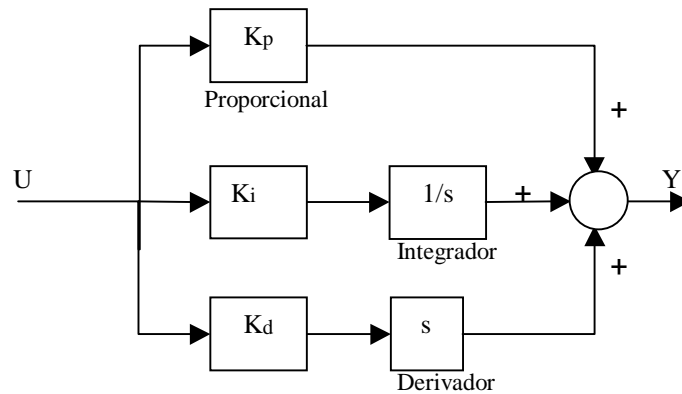 Kp
Proporcional
+
U
Ki
1/s
+
Y
Integrador
+
Kd
s
Derivador